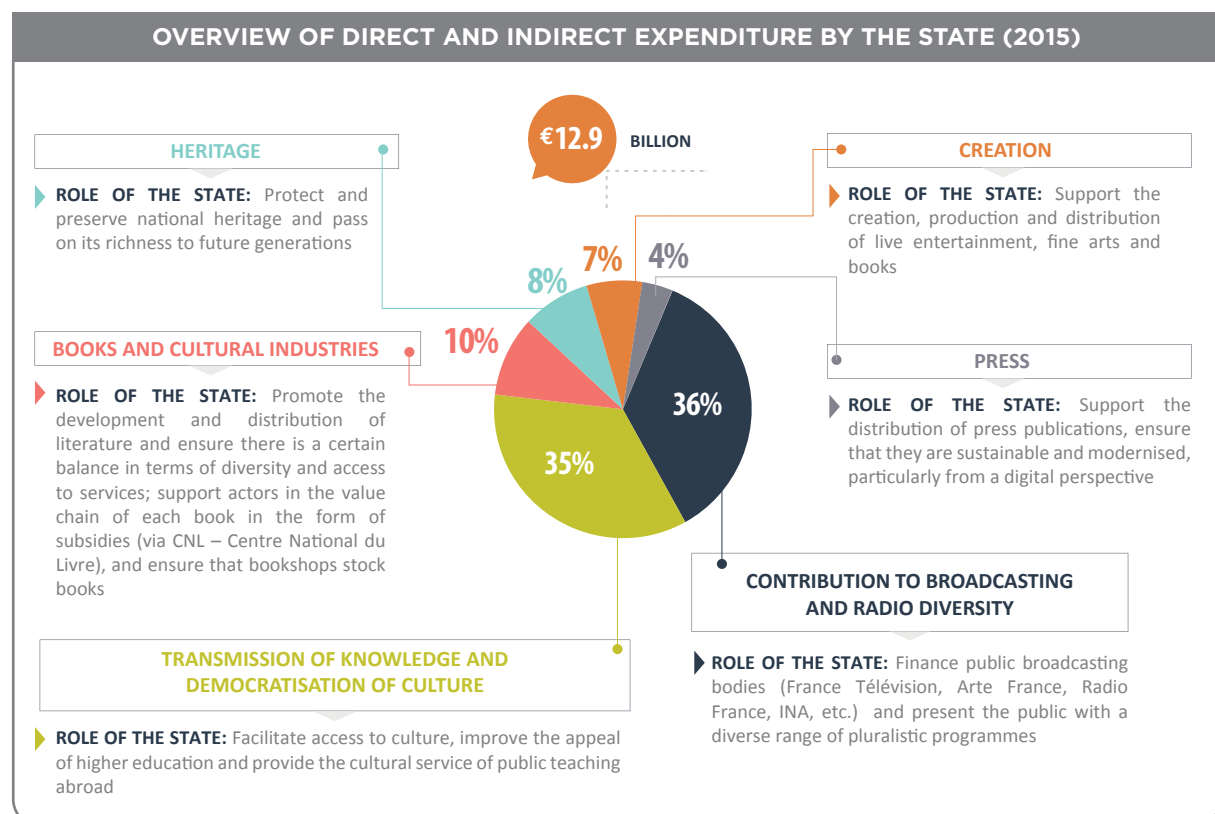 OVERVIEW OF DIRECT AND INDIRECT EXPENDITURE BY THE STATE (2015)
€12.9
BILLION
HERITAGE
ROLE OF THE STATE: Protect and
preserve national heritage and pass
on its richness to future generations
CREATION
ROLE OF THE STATE: Support the
creation, production and distribution
of live entertainment, fine arts and
books
7%
4%
8%
10%
36%
35%
BOOKS AND CULTURAL INDUSTRIES
ROLE OF THE STATE: Promote the
development and distribution of
literature and ensure there is a certain
balance in terms of diversity and access
to services; support actors in the value
chain of each book in the form of
subsidies (via CNL – Centre National du
Livre), and ensure that bookshops stock
books
PRESS
ROLE OF THE STATE: Support the
distribution of press publications, ensure
that they are sustainable and modernised,
particularly from a digital perspective
CONTRIBUTION TO BROADCASTING
AND RADIO DIVERSITY
ROLE OF THE STATE: Finance public broadcasting
bodies (France Télévision, Arte France, Radio
France, INA, etc.) and present the public with a
diverse range of pluralistic programmes
TRANSMISSION OF KNOWLEDGE AND
DEMOCRATISATION OF CULTURE
ROLE OF THE STATE: Facilitate access to culture, improve the appeal
of higher education and provide the cultural service of public teaching
abroad